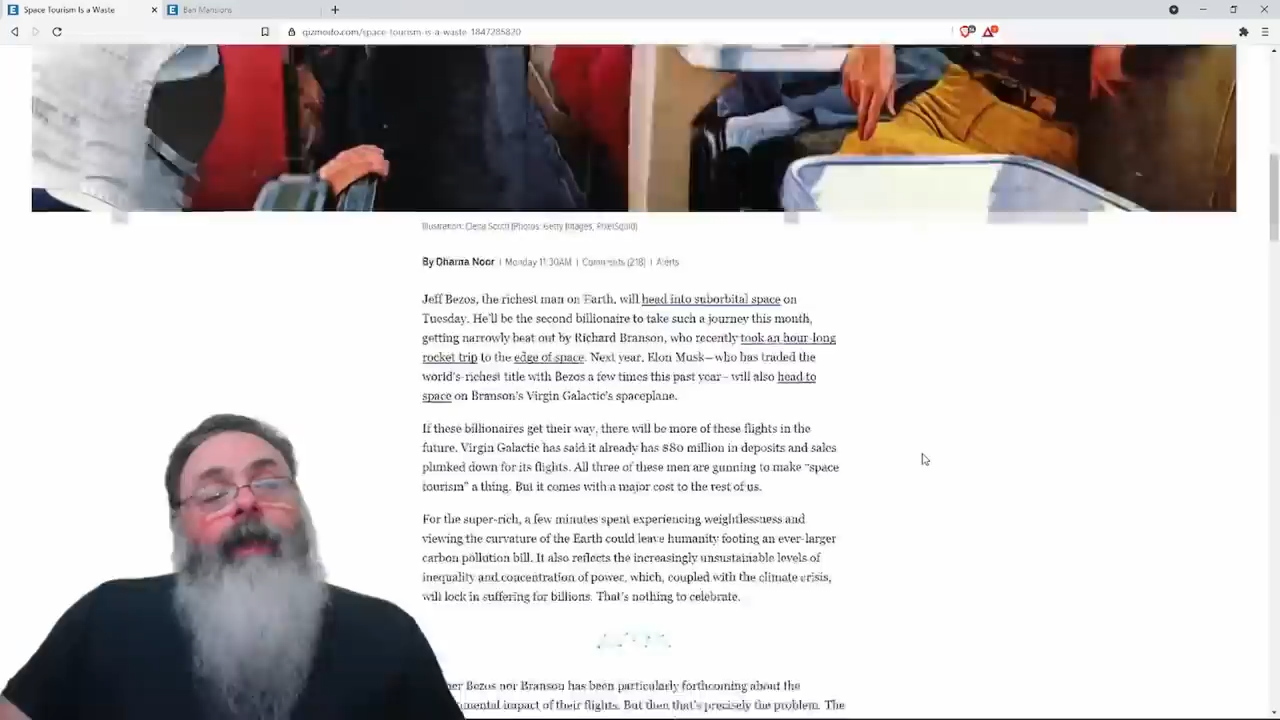 Space Tourism Is a Waste
Ban Mansions
gizmodo.com/space-tourism-is-a-waste-1847285820
Illustration: Elena Scotti (Photos: Getty Images, PixelSquid)
By Dharna Noor | Monday 11:30AM | Comments (218) | Alerts
Jeff Bezos, the richest man on Earth, will head into suborbital space on
Tuesday. He'll be the second billionaire to take such a journey this month,
getting narrowly beat out by Richard Branson, who recently took an hour-long
rocket trip to the edge of space. Next year, Elon Musk—who has traded the
world's-richest title with Bezos a few times this past year—will also head to
space on Branson's Virgin Galactic's spaceplane.
If these billionaires get their way, there will be more of these flights in the
future. Virgin Galactic has said it already has $80 million in deposits and sales
plunked down for its flights. All three of these men are gunning to make "space
tourism" a thing. But it comes with a major cost to the rest of us.
For the super-rich, a few minutes spent experiencing weightlessness and
viewing the curvature of the Earth could leave humanity footing an ever-larger
carbon pollution bill. It also reflects the increasingly unsustainable levels of
inequality and concentration of power, which, coupled with the climate crisis,
will lock in suffering for billions. That's nothing to celebrate.
her Bezos nor Branson has been particularly forthcoming about the
mental impact of their flights. But then that's precisely the problem. The